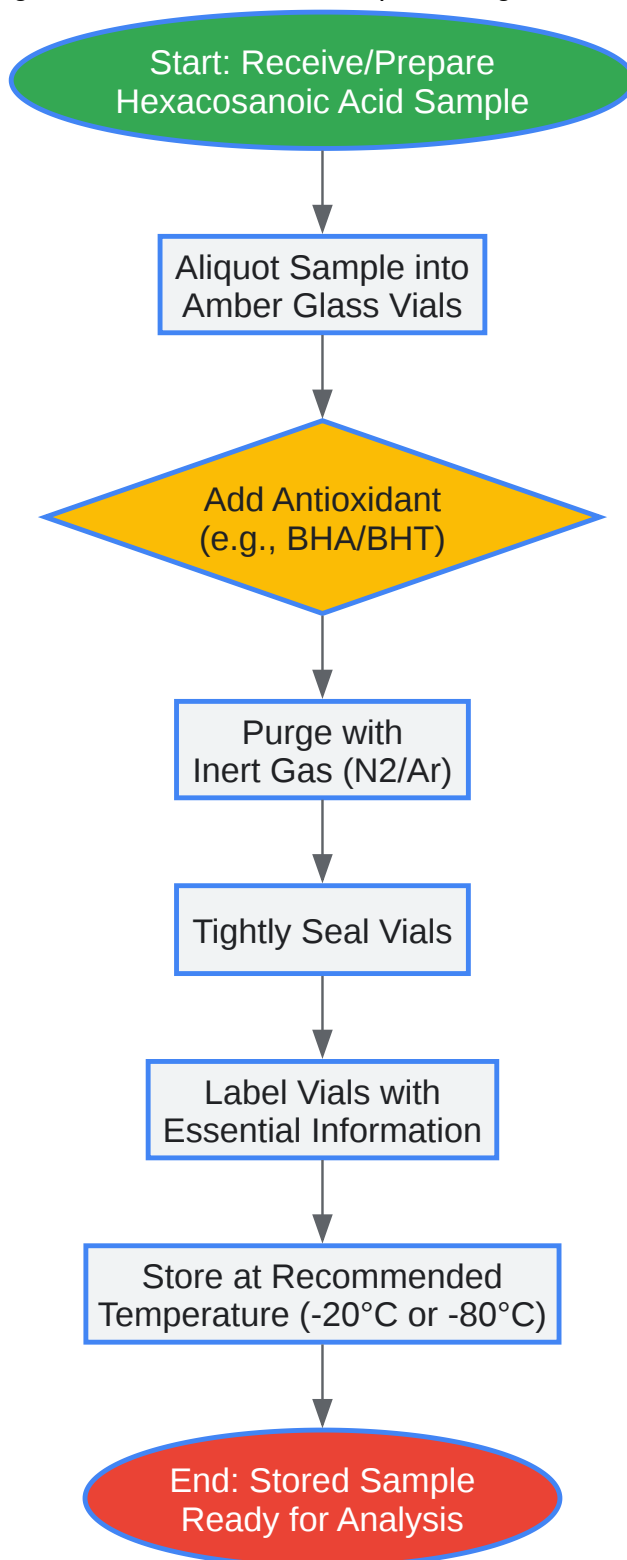 Start: Receive/Prepare
Hexacosanoic Acid Sample
Aliquot Sample into
Amber Glass Vials
Add Antioxidant
(e.g., BHA/BHT)
Purge with
Inert Gas (N2/Ar)
Tightly Seal Vials
Label Vials with
Essential Information
Store at Recommended
Temperature (-20°C or -80°C)
End: Stored Sample
Ready for Analysis